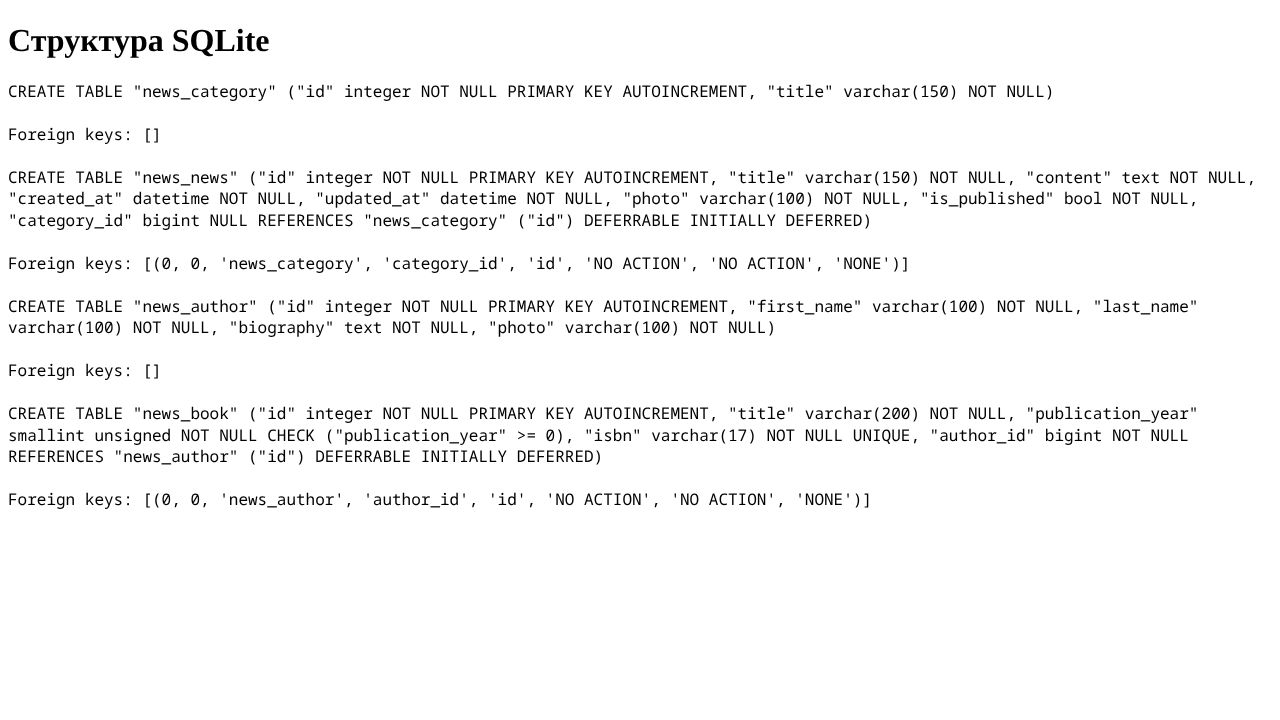 Структура SQLite
CREATE TABLE "news_category" ("id" integer NOT NULL PRIMARY KEY AUTOINCREMENT, "title" varchar(150) NOT NULL)
Foreign keys: []
CREATE TABLE "news_news" ("id" integer NOT NULL PRIMARY KEY AUTOINCREMENT, "title" varchar(150) NOT NULL, "content" text NOT NULL,
"created_at" datetime NOT NULL, "updated_at" datetime NOT NULL, "photo" varchar(100) NOT NULL, "is_published" bool NOT NULL,
"category_id" bigint NULL REFERENCES "news_category" ("id") DEFERRABLE INITIALLY DEFERRED)
Foreign keys: [(0, 0, 'news_category', 'category_id', 'id', 'NO ACTION', 'NO ACTION', 'NONE')]
CREATE TABLE "news_author" ("id" integer NOT NULL PRIMARY KEY AUTOINCREMENT, "first_name" varchar(100) NOT NULL, "last_name"
varchar(100) NOT NULL, "biography" text NOT NULL, "photo" varchar(100) NOT NULL)
Foreign keys: []
CREATE TABLE "news_book" ("id" integer NOT NULL PRIMARY KEY AUTOINCREMENT, "title" varchar(200) NOT NULL, "publication_year"
smallint unsigned NOT NULL CHECK ("publication_year" >= 0), "isbn" varchar(17) NOT NULL UNIQUE, "author_id" bigint NOT NULL
REFERENCES "news_author" ("id") DEFERRABLE INITIALLY DEFERRED)
Foreign keys: [(0, 0, 'news_author', 'author_id', 'id', 'NO ACTION', 'NO ACTION', 'NONE')]